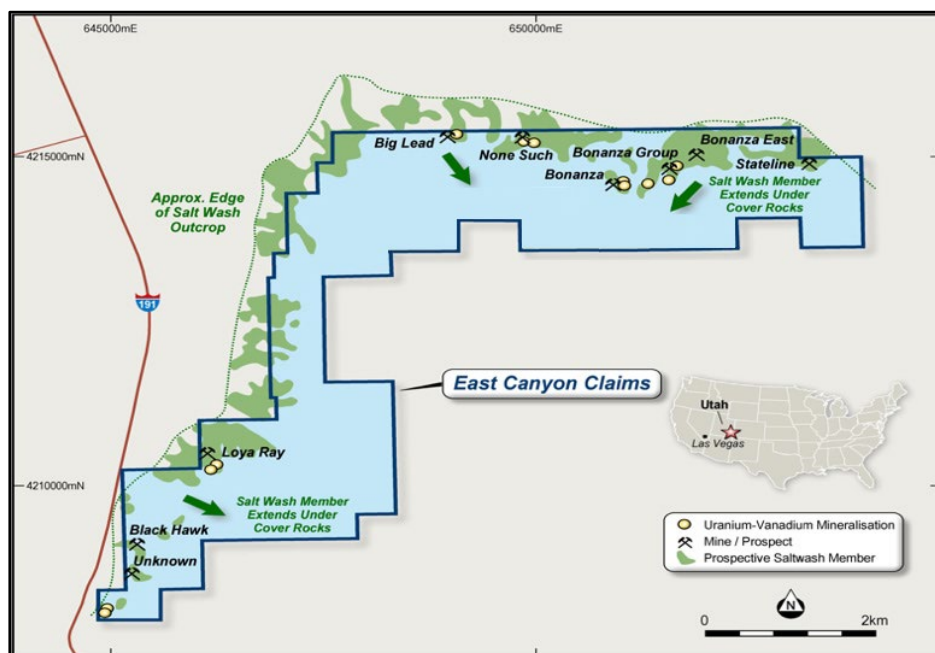 645000mE
650000mE
4215000mN
Big Lead
None Such
Bonanza Group
Bonanza East
Bonanza
Stateline
Salt Wash Member
Extends Under
Cover Rocks
Approx. Edge
of Salt Wash
Outcrop
191
East Canyon Claims
Utah
Las Vegas
Loya Ray
4210000mN
Salt Wash Member
Extends Under
Cover Rocks
Black Hawk
Unknown
Uranium-Vanadium Mineralisation
Mine / Prospect
Prospective Saltwash Member
N
0
2km